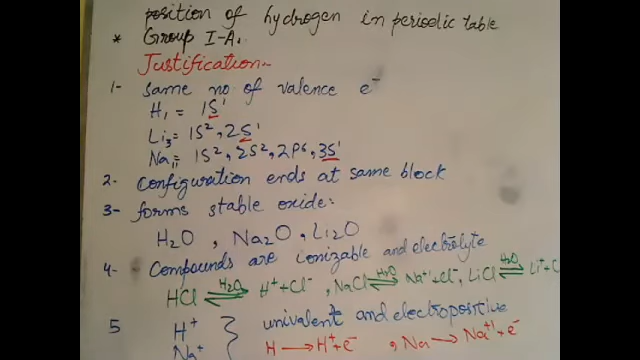 position of hydrogen in periodic table
* Group I-A.
Justification:-
1- same no of valence e⁻
H₁ = 1S¹
Li₃ = 1S², 2S¹
Na₁₁ = 1S², 2S², 2P⁶, 3S¹
2- Configuration ends at same block
3- forms stable oxide:
H₂O , Na₂O , Li₂O
4- Compounds are ionizable and electrolyte
HCl ⇌ H₂O H⁺ + Cl⁻ , NaCl ⇌ H₂O Na⁺ + Cl⁻, LiCl ⇌ H₂O Li⁺ + C
5 H⁺ } univalent and electropositive
Na⁺ H → H⁺ + e⁻ , Na → Na⁺¹ + e⁻